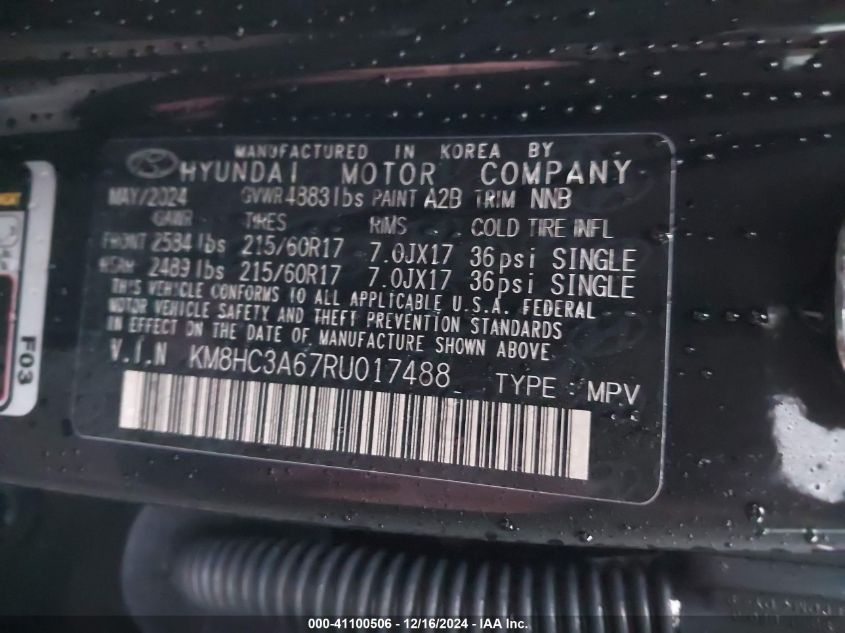 MANUFACTURED IN KOREA BY
HYUNDAI MOTOR COMPANY
MAY/2024 GVWR 4883lbs PAINT A2B TRIM NNB
GAWR TIRES RIMS COLD TIRE INFL
FRONT 2584 lbs 215/60R17 7.0JX17 36psi SINGLE
REAR 2489 lbs 215/60R17 7.0JX17 36psi SINGLE
THIS VEHICLE CONFORMS TO ALL APPLICABLE U.S.A. FEDERAL
MOTOR VEHICLE SAFETY AND THEFT PREVENTION STANDARDS
IN EFFECT ON THE DATE OF MANUFACTURE SHOWN ABOVE.
V.I.N KM8HC3A67RU017488 TYPE : MPV
F03
000-41100506 - 12/16/2024 - IAA Inc.